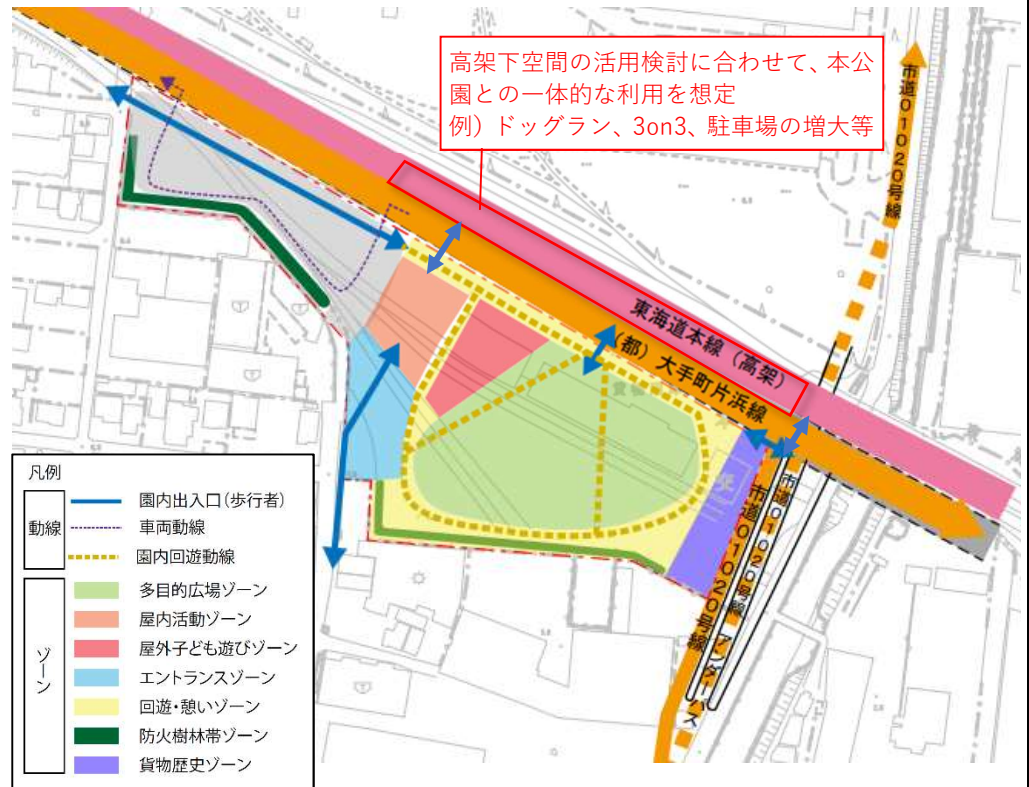 高架下空間の活用検討に合わせて、本公
園との一体的な利用を想定
例）ドッグラン、3on3、駐車場の増大等
市道01020号線
東海道本線（高架）
（都）大手町片浜線
市道01020号線
市道01020号線 アンダーパス
凡例
動線
園内出入口（歩行者）
車両動線
園内回遊動線
ゾーン
多目的広場ゾーン
屋内活動ゾーン
屋外子ども遊びゾーン
エントランスゾーン
回遊・憩いゾーン
防火樹林帯ゾーン
貨物歴史ゾーン